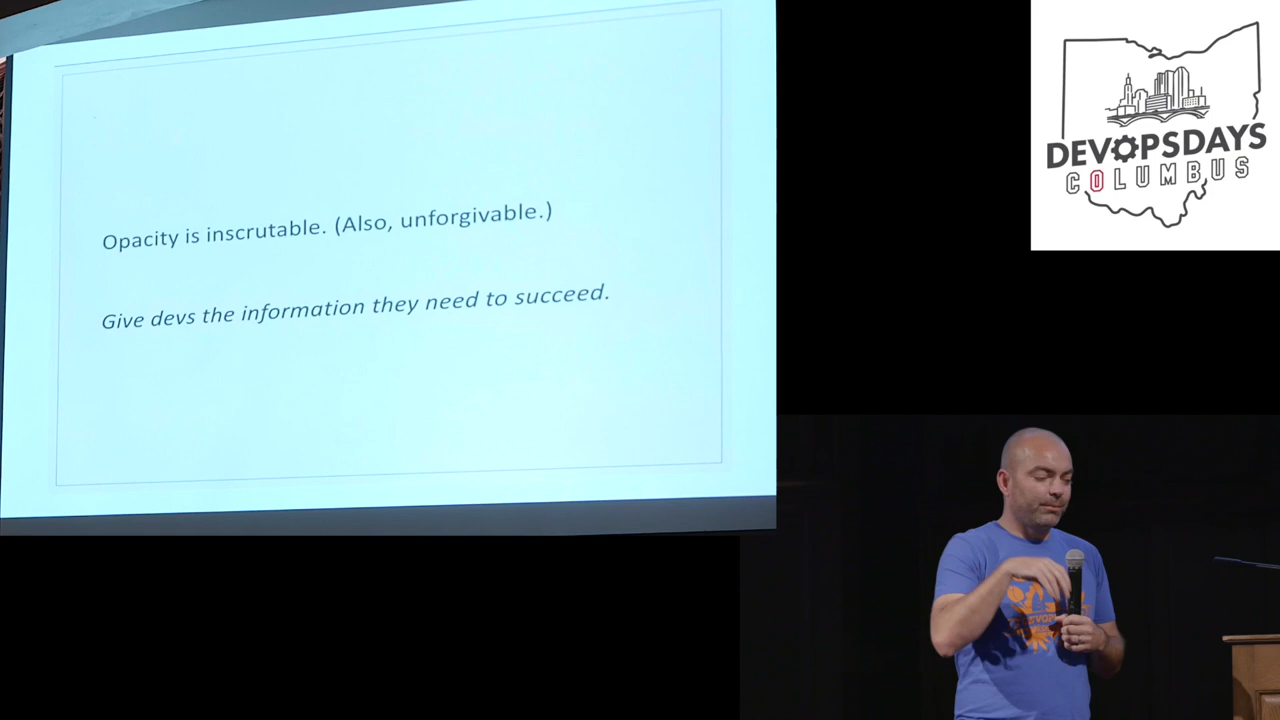 Opacity is inscrutable. (Also, unforgivable.)
Give devs the information they need to succeed.
DEVOPSDAYS
COLUMBUS